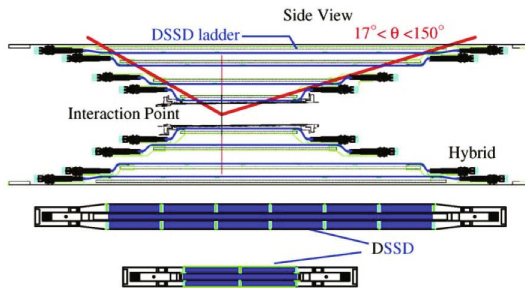 Side View
DSSD ladder
17° < θ <150°
Interaction Point
Hybrid
DSSD